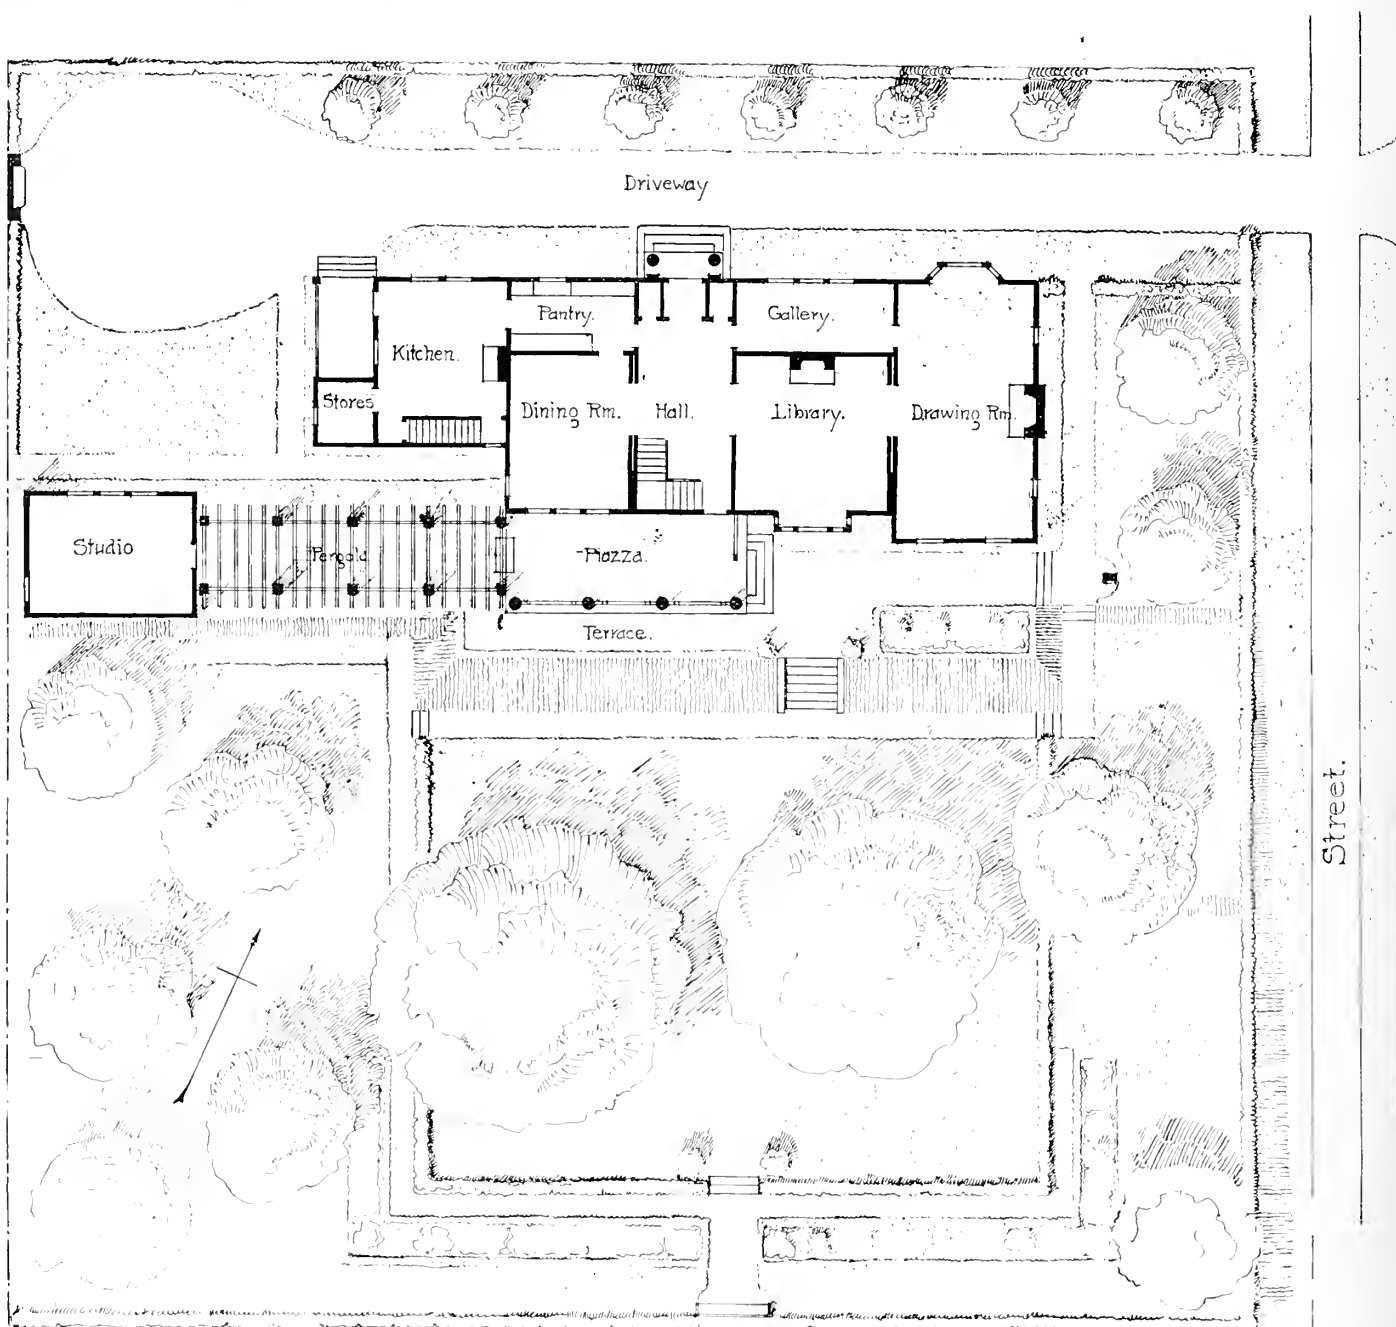 Driveway
Pantry.
Gallery.
Kitchen.
Stores
Dining Rm.
Hall.
Library.
Drawing Rm.
Studio
Pergola
Piazza.
Terrace.
Street.